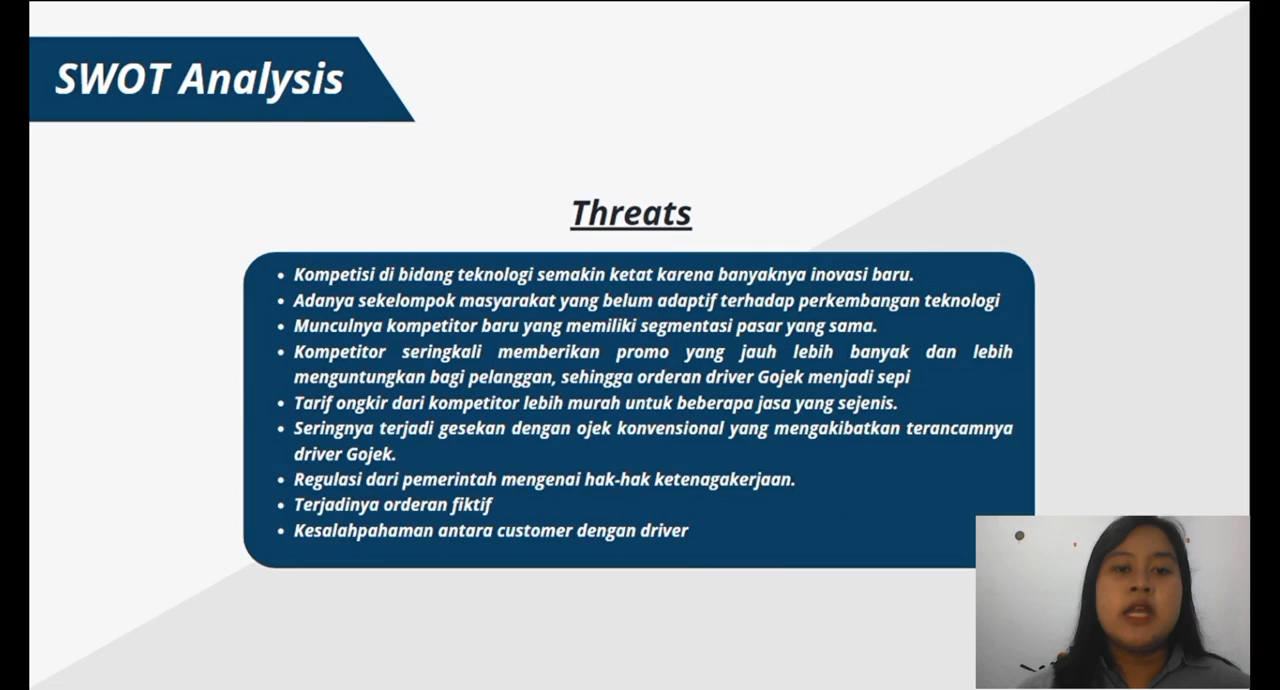 SWOT Analysis
Threats
• Kompetisi di bidang teknologi semakin ketat karena banyaknya inovasi baru.
• Adanya sekelompok masyarakat yang belum adaptif terhadap perkembangan teknologi
• Munculnya kompetitor baru yang memiliki segmentasi pasar yang sama.
• Kompetitor seringkali memberikan promo yang jauh lebih banyak dan lebih
menguntungkan bagi pelanggan, sehingga orderan driver Gojek menjadi sepi
• Tarif ongkir dari kompetitor lebih murah untuk beberapa jasa yang sejenis.
• Seringnya terjadi gesekan dengan ojek konvensional yang mengakibatkan terancamnya
driver Gojek.
• Regulasi dari pemerintah mengenai hak-hak ketenagakerjaan.
• Terjadinya orderan fiktif
• Kesalahpahaman antara customer dengan driver